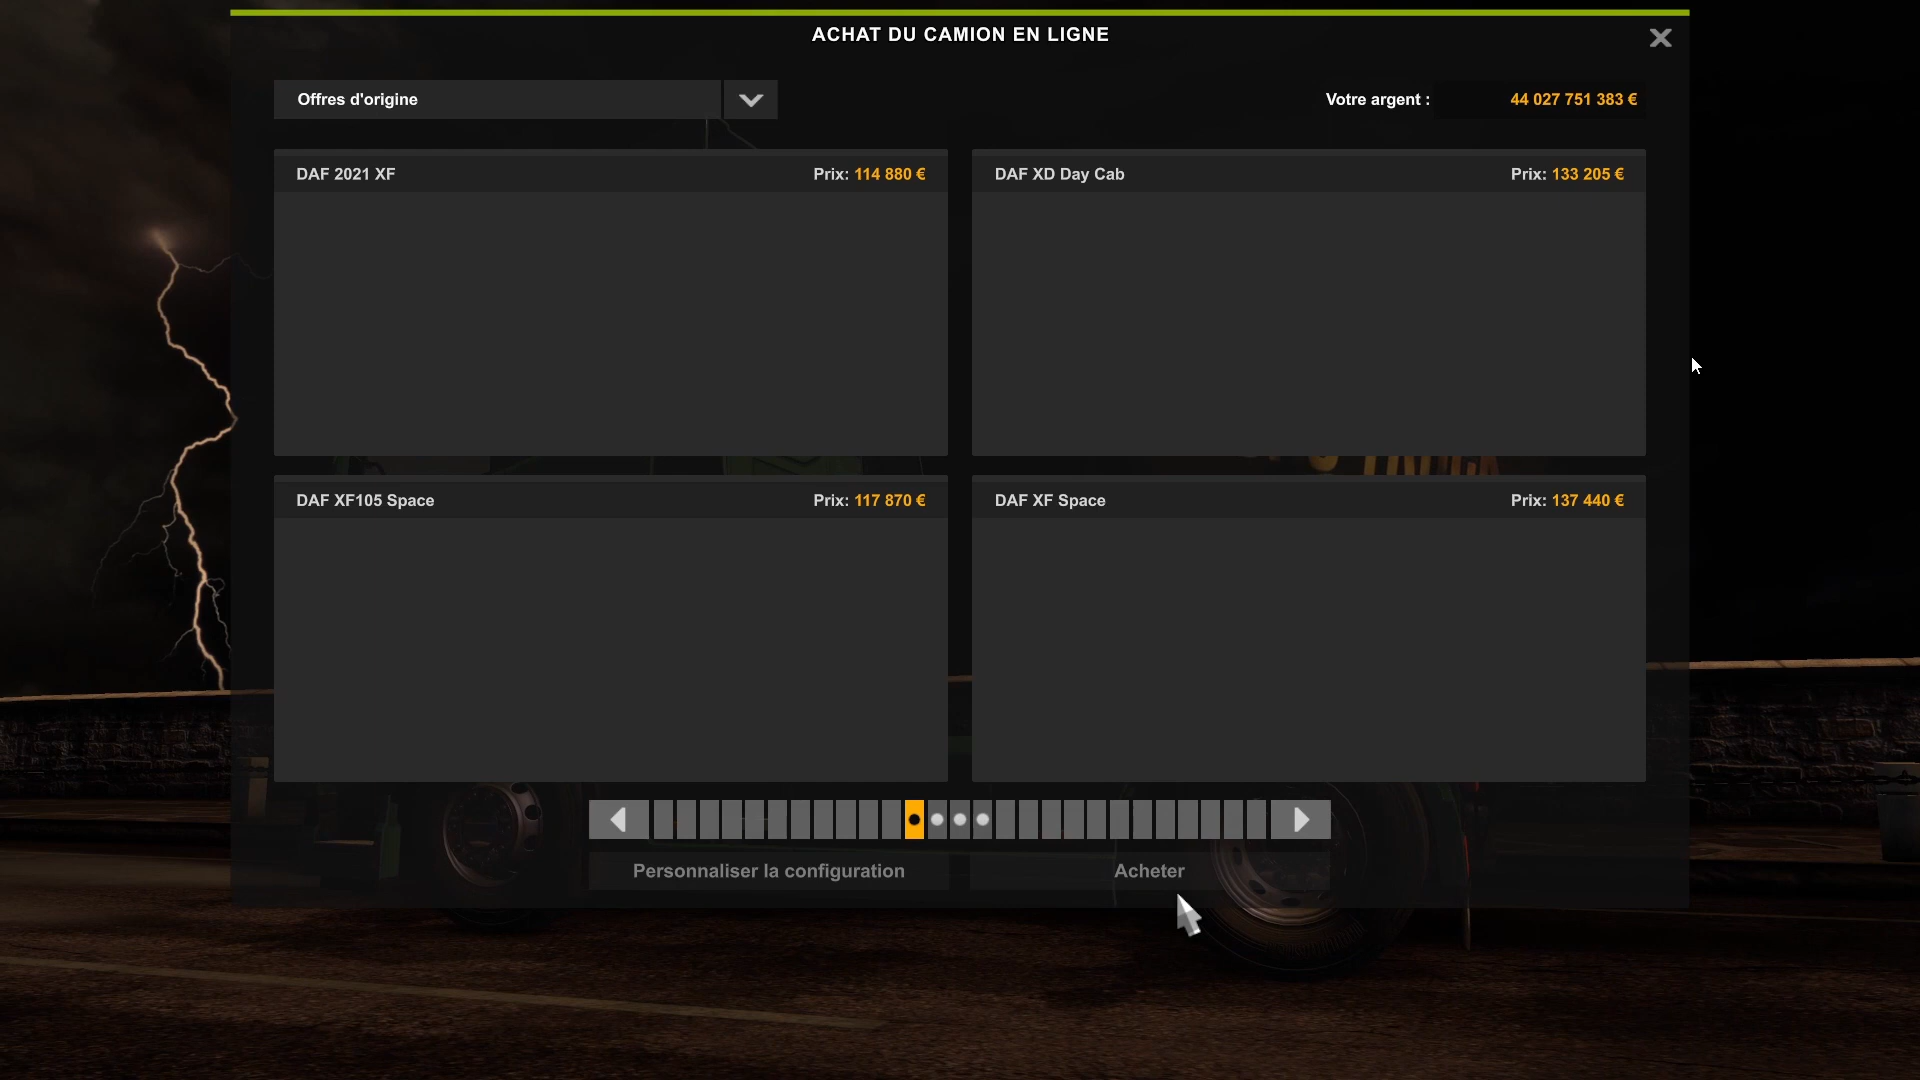 ACHAT DU CAMION EN LIGNE
Offres d'origine
Votre argent : 44 027 751 383 €
DAF 2021 XF Prix: 114 880 €
DAF XD Day Cab Prix: 133 205 €
DAF XF105 Space Prix: 117 870 €
DAF XF Space Prix: 137 440 €
Personnaliser la configuration
Acheter